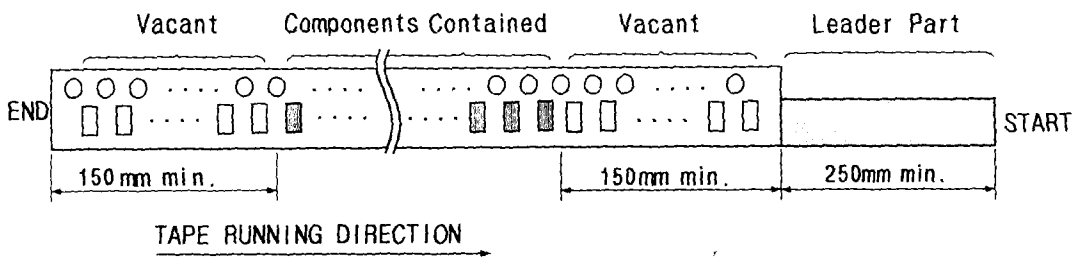 Vacant Components Contained Vacant Leader Part
END START
150mm min. 150mm min. 250mm min.
TAPE RUNNING DIRECTION